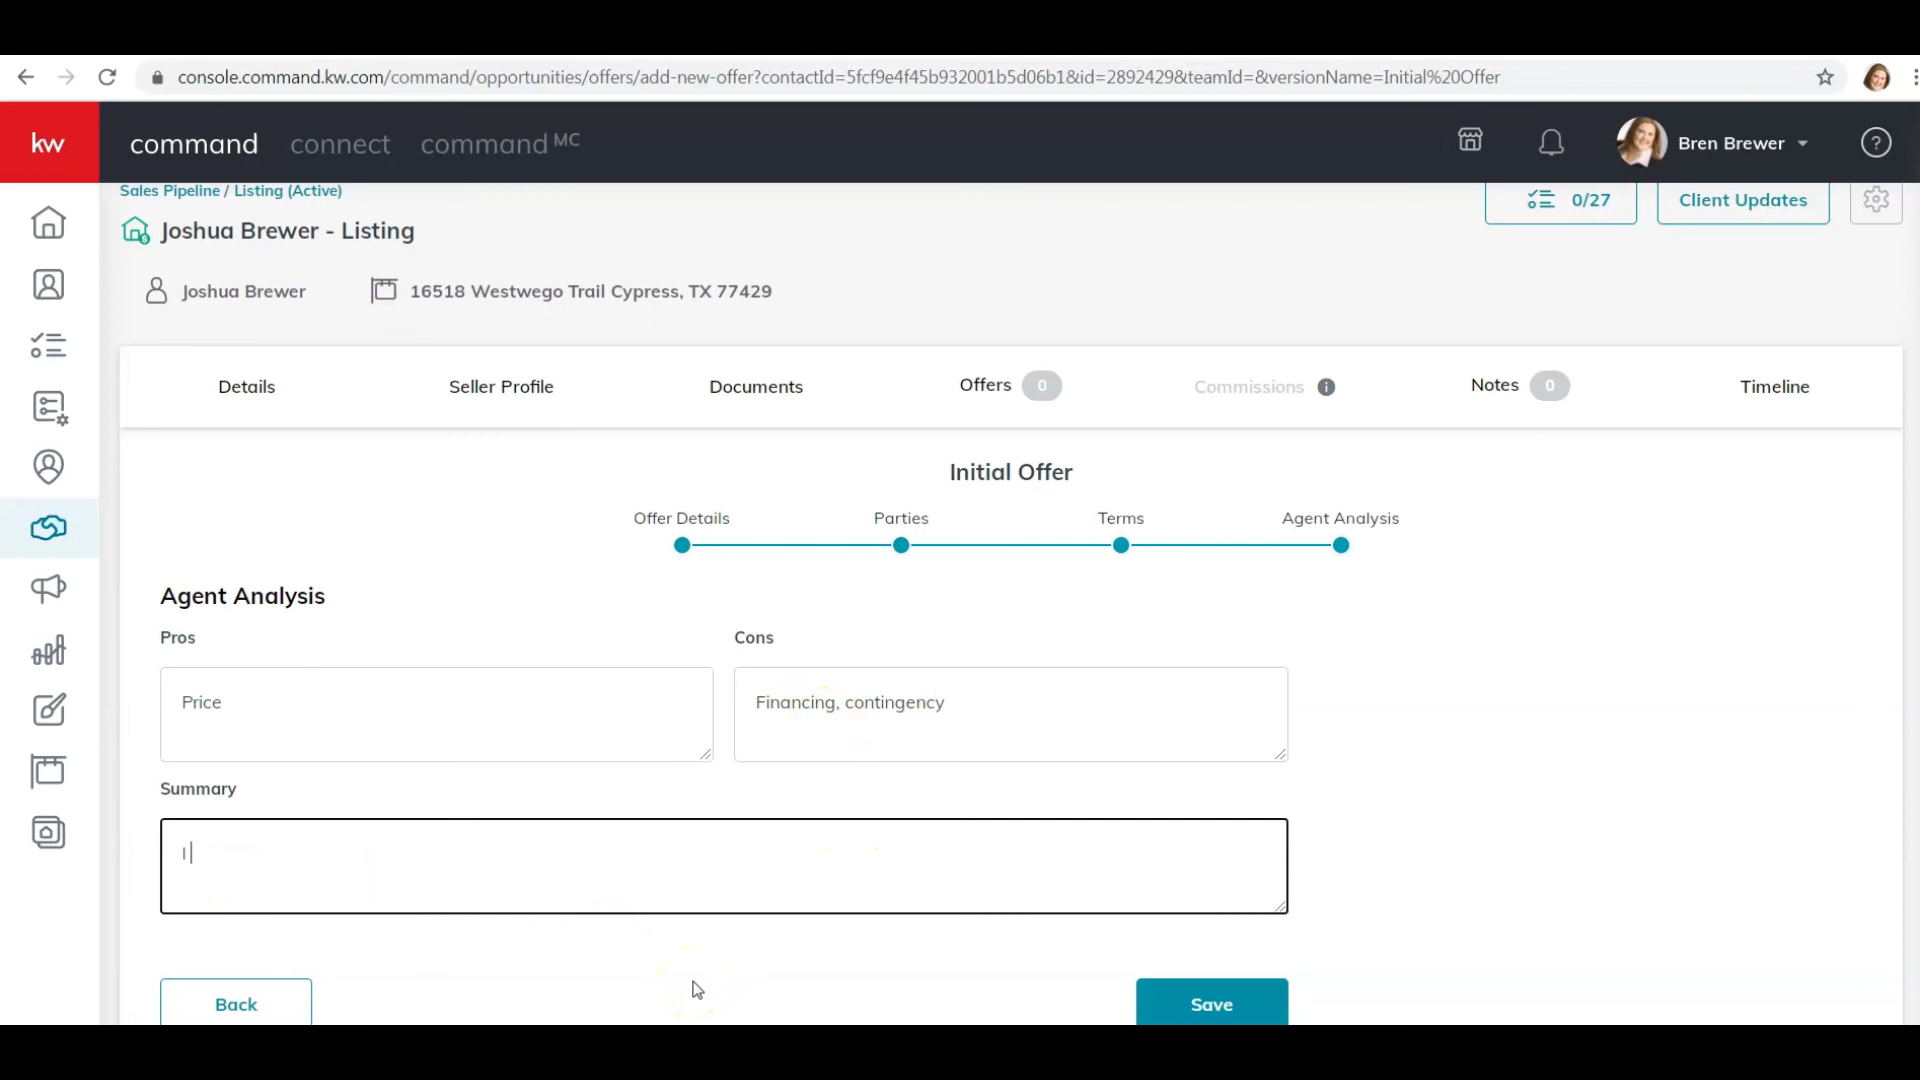 console.command.kw.com/command/opportunities/offers/add-new-offer?contactId=5fcf9e4f45b932001b5d06b1&id=2892429&teamId=&versionName=Initial%20Offer
kw command connect command MC Bren Brewer ?
Sales Pipeline / Listing (Active) 0/27 Client Updates
Joshua Brewer - Listing
Joshua Brewer 16518 Westwego Trail Cypress, TX 77429
Details Seller Profile Documents Offers 0 Commissions i Notes 0 Timeline
Initial Offer
Offer Details Parties Terms Agent Analysis
Agent Analysis
Pros Cons
Price Financing, contingency
Summary
I
Back Save